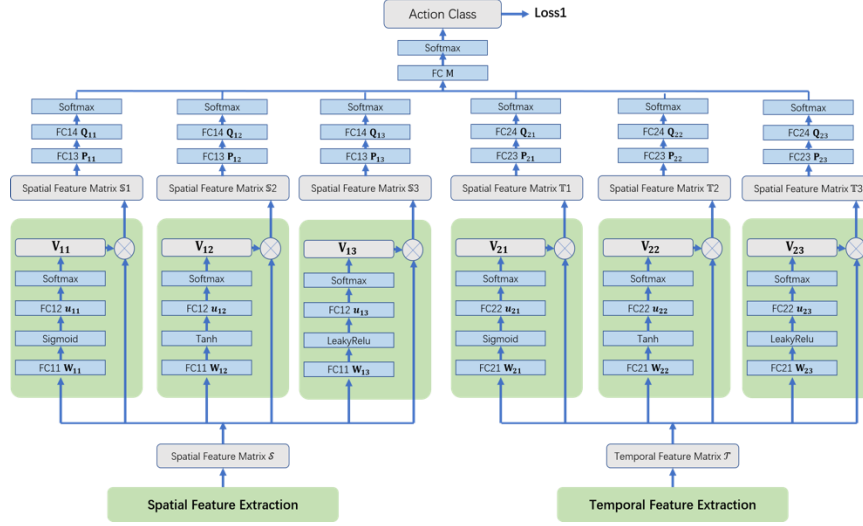 Action Class
Loss1
Softmax
FC M
Softmax Softmax Softmax Softmax Softmax Softmax
FC14 Q₁₁ FC14 Q₁₂ FC14 Q₁₃ FC24 Q₂₁ FC24 Q₂₂ FC24 Q₂₃
FC13 P₁₁ FC13 P₁₂ FC13 P₁₃ FC23 P₂₁ FC23 P₂₂ FC23 P₂₃
Spatial Feature Matrix 𝕊1 Spatial Feature Matrix 𝕊2 Spatial Feature Matrix 𝕊3 Spatial Feature Matrix 𝕋1 Spatial Feature Matrix 𝕋2 Spatial Feature Matrix 𝕋3
V₁₁ V₁₂ V₁₃ V₂₁ V₂₂ V₂₃
Softmax Softmax Softmax Softmax Softmax Softmax
FC12 u₁₁ FC12 u₁₂ FC12 u₁₃ FC22 u₂₁ FC22 u₂₂ FC22 u₂₃
Sigmoid Tanh LeakyRelu Sigmoid Tanh LeakyRelu
FC11 W₁₁ FC11 W₁₂ FC11 W₁₃ FC21 W₂₁ FC21 W₂₂ FC21 W₂₃
Spatial Feature Matrix 𝒮 Temporal Feature Matrix 𝒯
Spatial Feature Extraction Temporal Feature Extraction